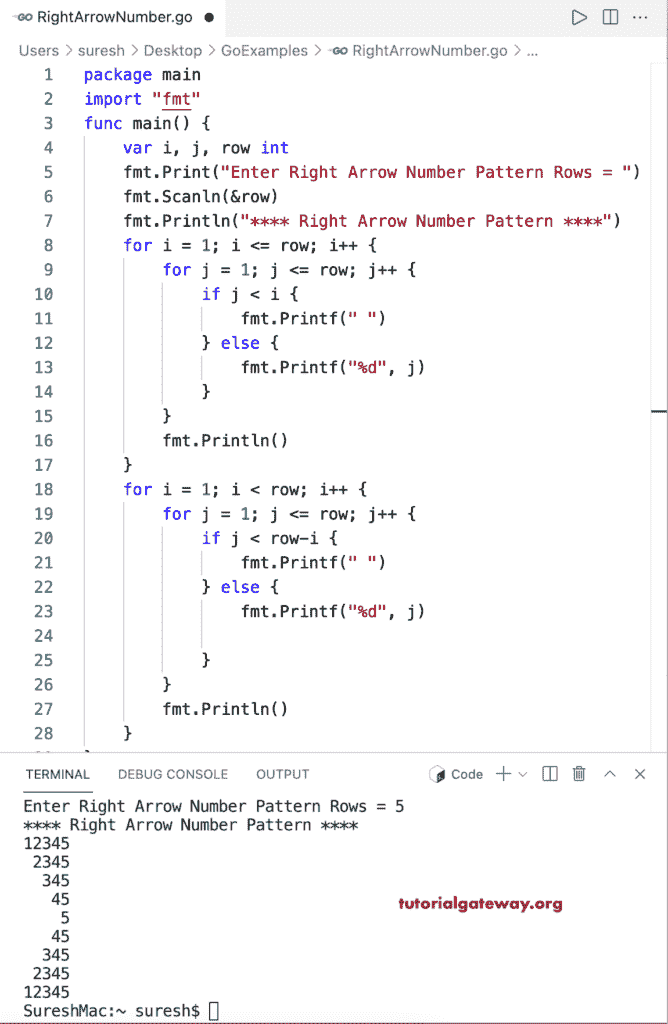 GO RightArrowNumber.go ●
Users > suresh > Desktop > GoExamples > GO RightArrowNumber.go > ...
1 package main
2 import "fmt"
3 func main() {
4     var i, j, row int
5     fmt.Print("Enter Right Arrow Number Pattern Rows = ")
6     fmt.Scanln(&row)
7     fmt.Println("**** Right Arrow Number Pattern ****")
8     for i = 1; i <= row; i++ {
9         for j = 1; j <= row; j++ {
10             if j < i {
11                 fmt.Printf(" ")
12             } else {
13                 fmt.Printf("%d", j)
14             }
15         }
16         fmt.Println()
17     }
18     for i = 1; i < row; i++ {
19         for j = 1; j <= row; j++ {
20             if j < row-i {
21                 fmt.Printf(" ")
22             } else {
23                 fmt.Printf("%d", j)
24
25             }
26         }
27         fmt.Println()
28     }
TERMINAL DEBUG CONSOLE OUTPUT Code
Enter Right Arrow Number Pattern Rows = 5
**** Right Arrow Number Pattern ****
12345
 2345
  345
   45
    5
   45
  345
 2345
12345
tutorialgateway.org
SureshMac:~ suresh$